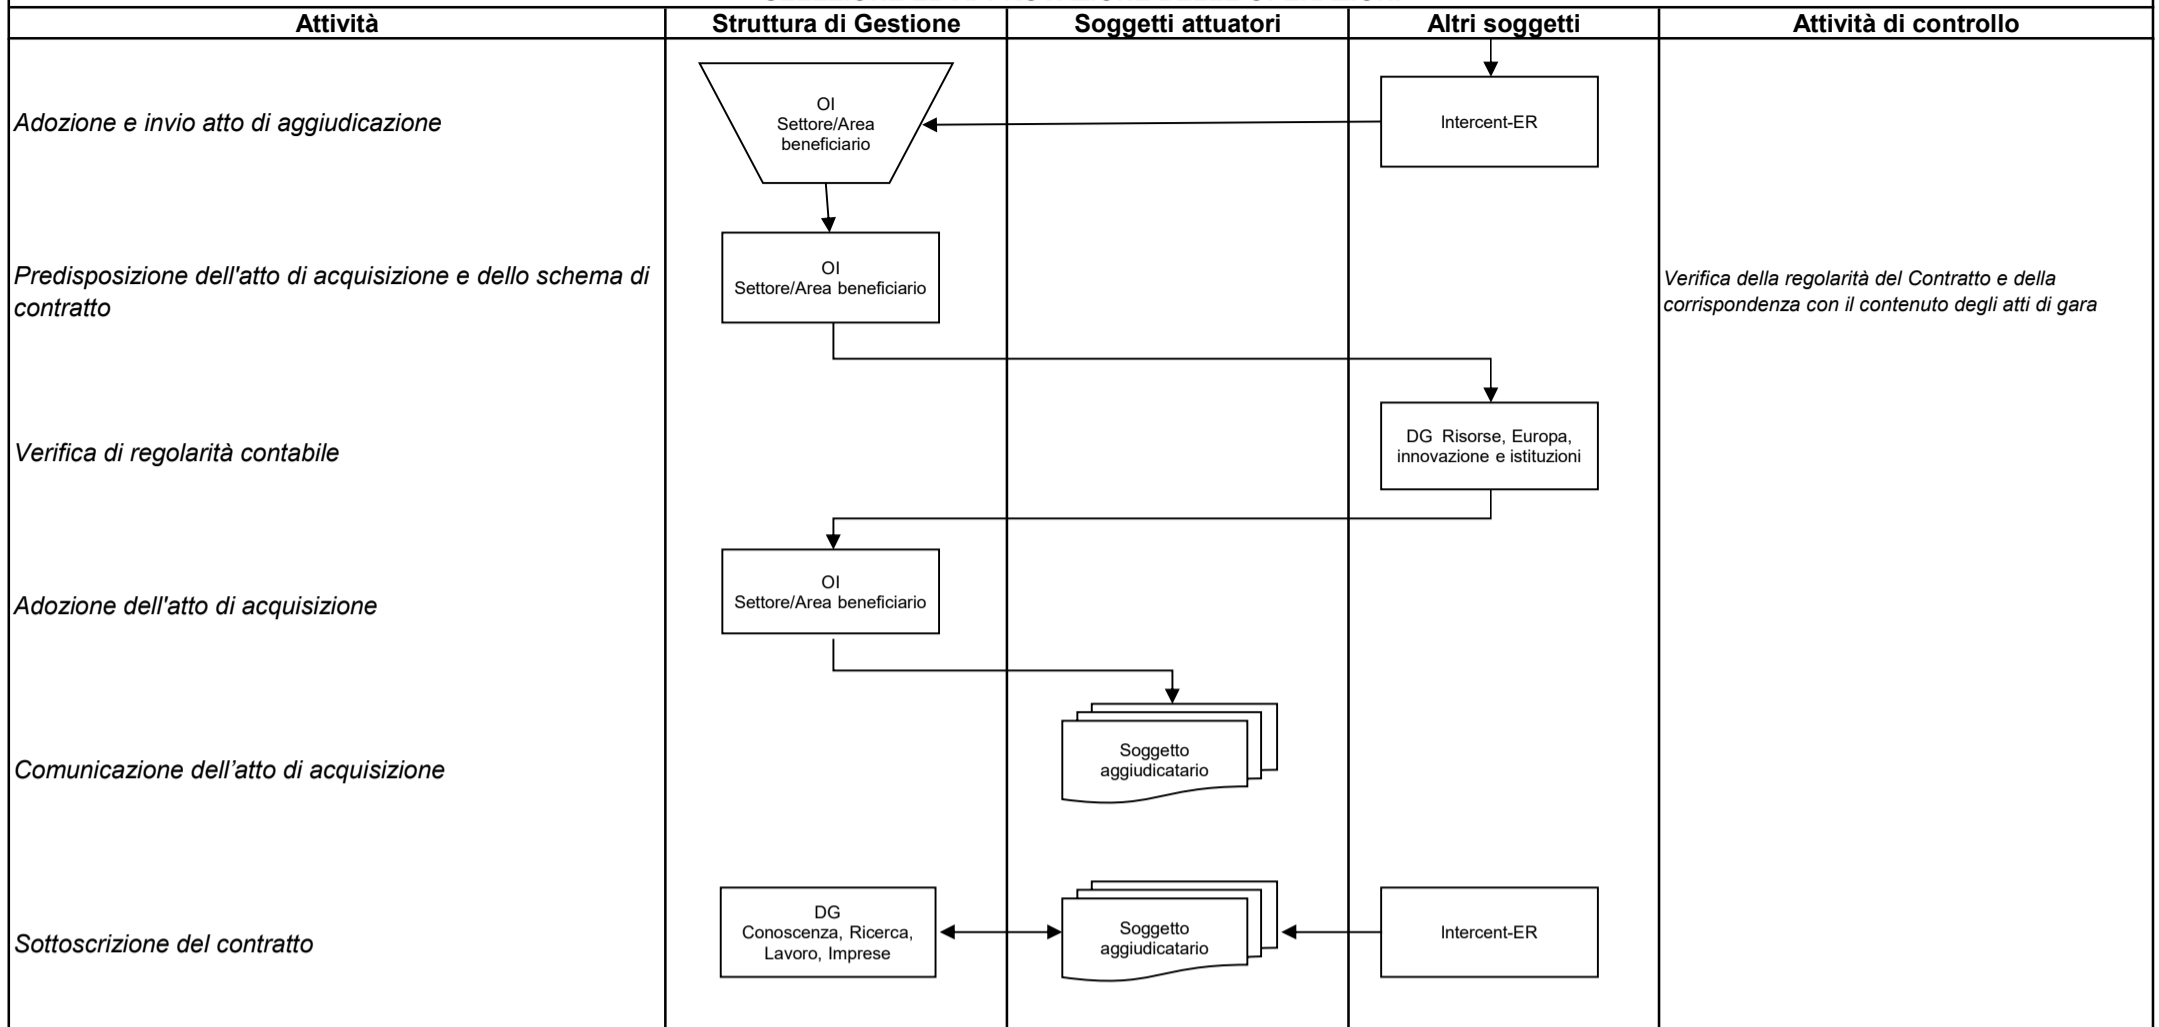 Attività
Struttura di Gestione
Soggetti attuatori
Altri soggetti
Attività di controllo
Adozione e invio atto di aggiudicazione
OI
Settore/Area
beneficiario
Intercent-ER
Predisposizione dell'atto di acquisizione e dello schema di
contratto
OI
Settore/Area beneficiario
Verifica della regolarità del Contratto e della
corrispondenza con il contenuto degli atti di gara
Verifica di regolarità contabile
DG Risorse, Europa,
innovazione e istituzioni
Adozione dell'atto di acquisizione
OI
Settore/Area beneficiario
Comunicazione dell’atto di acquisizione
Soggetto
aggiudicatario
Sottoscrizione del contratto
DG
Conoscenza, Ricerca,
Lavoro, Imprese
Soggetto
aggiudicatario
Intercent-ER